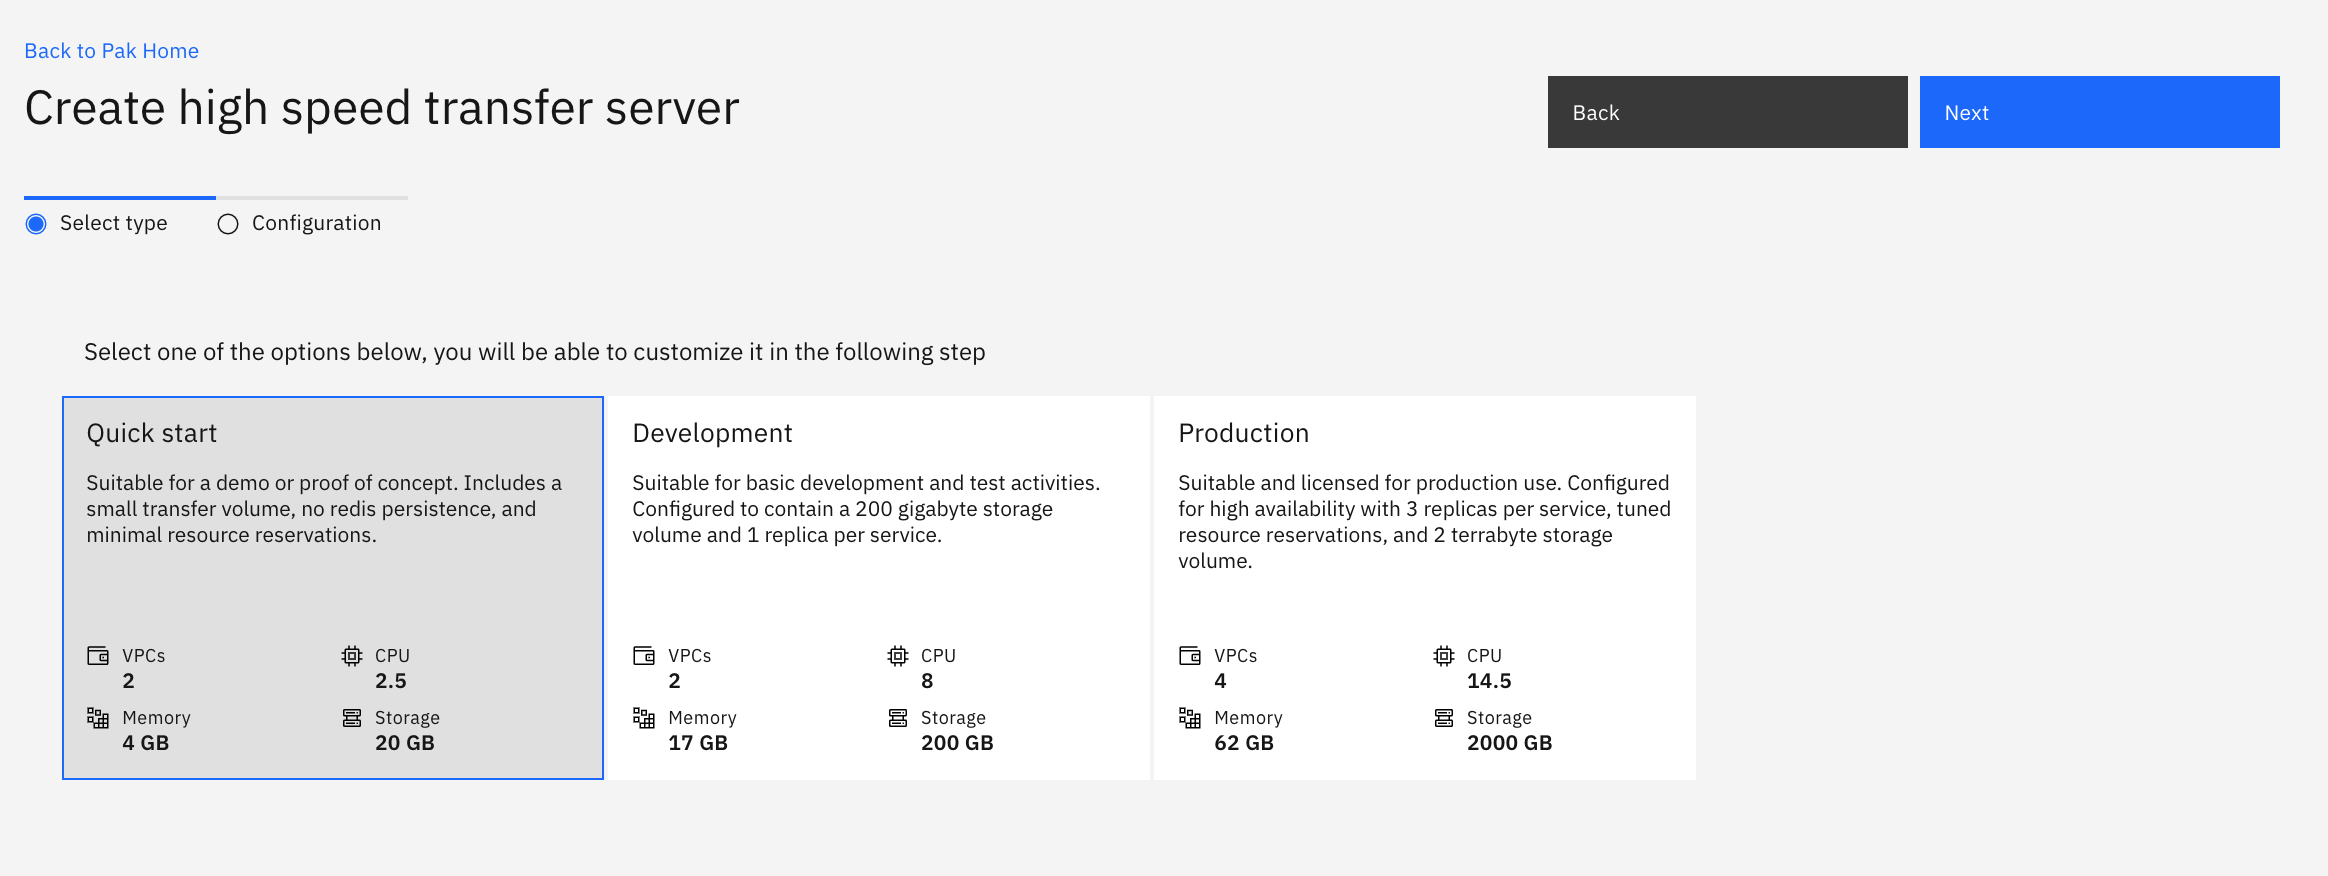 Back to Pak Home
Create high speed transfer server
Back
Next
Select type
Configuration
Select one of the options below, you will be able to customize it in the following step
Quick start
Suitable for a demo or proof of concept. Includes a
small transfer volume, no redis persistence, and
minimal resource reservations.
VPCs
2
CPU
2.5
Memory
4 GB
Storage
20 GB
Development
Suitable for basic development and test activities.
Configured to contain a 200 gigabyte storage
volume and 1 replica per service.
VPCs
2
CPU
8
Memory
17 GB
Storage
200 GB
Production
Suitable and licensed for production use. Configured
for high availability with 3 replicas per service, tuned
resource reservations, and 2 terrabyte storage
volume.
VPCs
4
CPU
14.5
Memory
62 GB
Storage
2000 GB